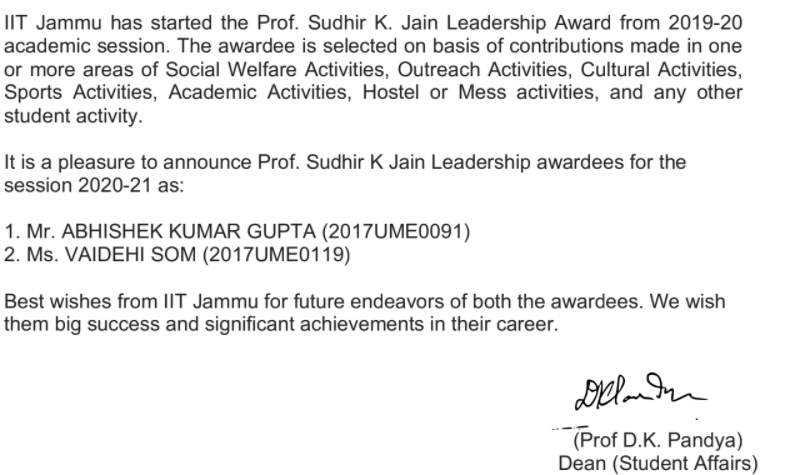 IIT Jammu has started the Prof. Sudhir K. Jain Leadership Award from 2019-20
academic session. The awardee is selected on basis of contributions made in one
or more areas of Social Welfare Activities, Outreach Activities, Cultural Activities,
Sports Activities, Academic Activities, Hostel or Mess activities, and any other
student activity.
It is a pleasure to announce Prof. Sudhir K Jain Leadership awardees for the
session 2020-21 as:
1. Mr. ABHISHEK KUMAR GUPTA (2017UME0091)
2. Ms. VAIDEHI SOM (2017UME0119)
Best wishes from IIT Jammu for future endeavors of both the awardees. We wish
them big success and significant achievements in their career.
(Prof D.K. Pandya)
Dean (Student Affairs)